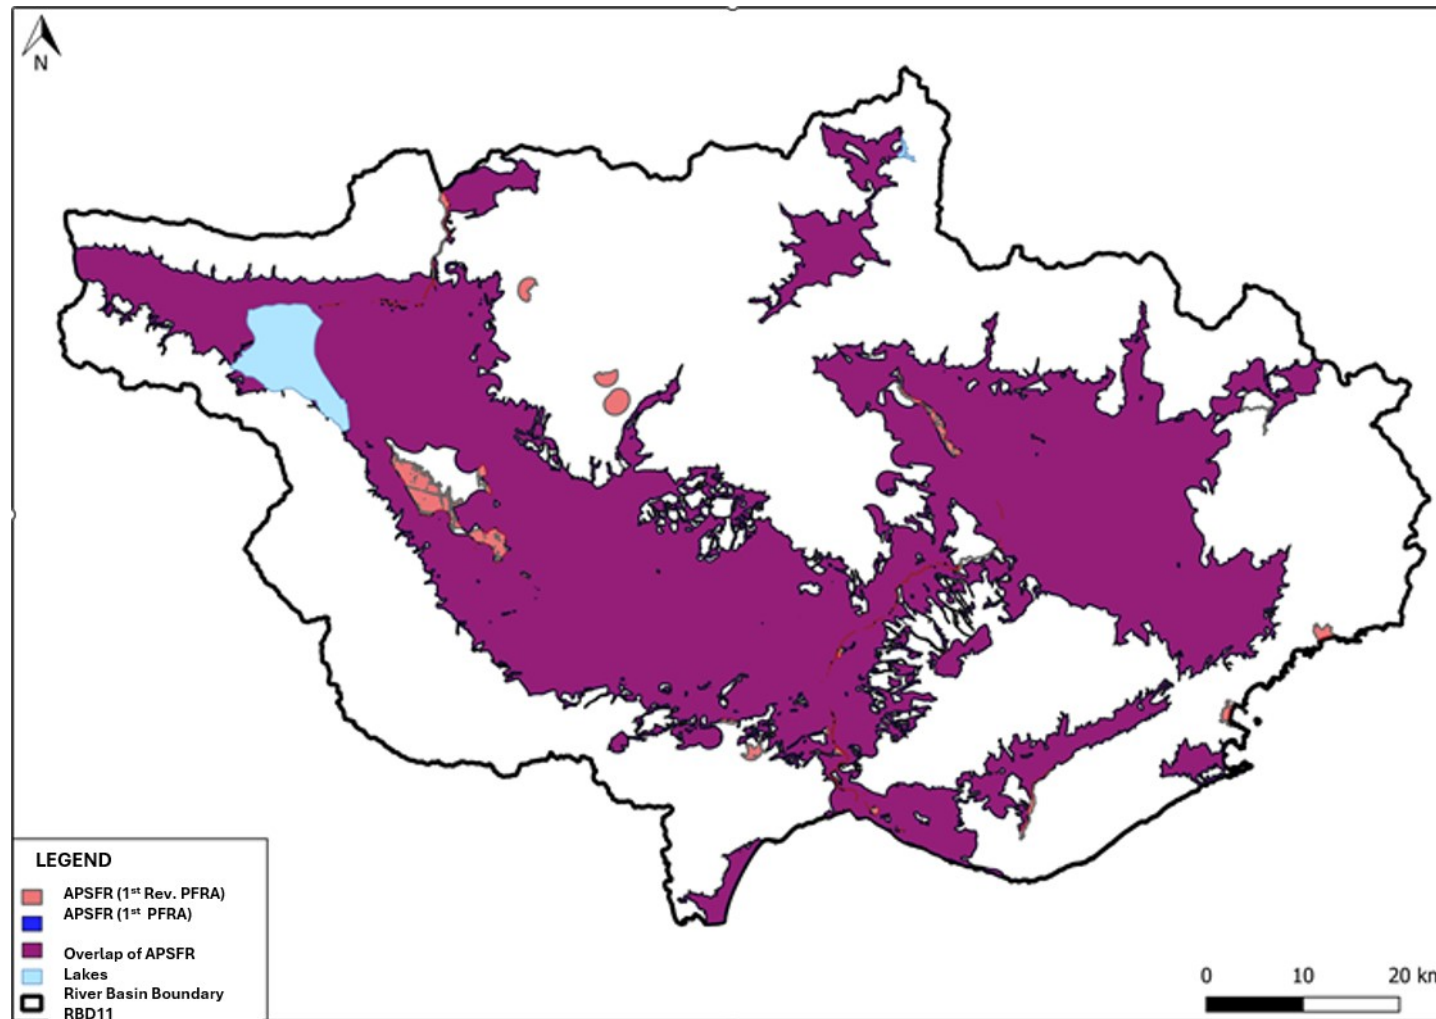 N
LEGEND
APSFR (1st Rev. PFRA)
APSFR (1st PFRA)
Overlap of APSFR
Lakes
River Basin Boundary
RBD11
0 10 20 km